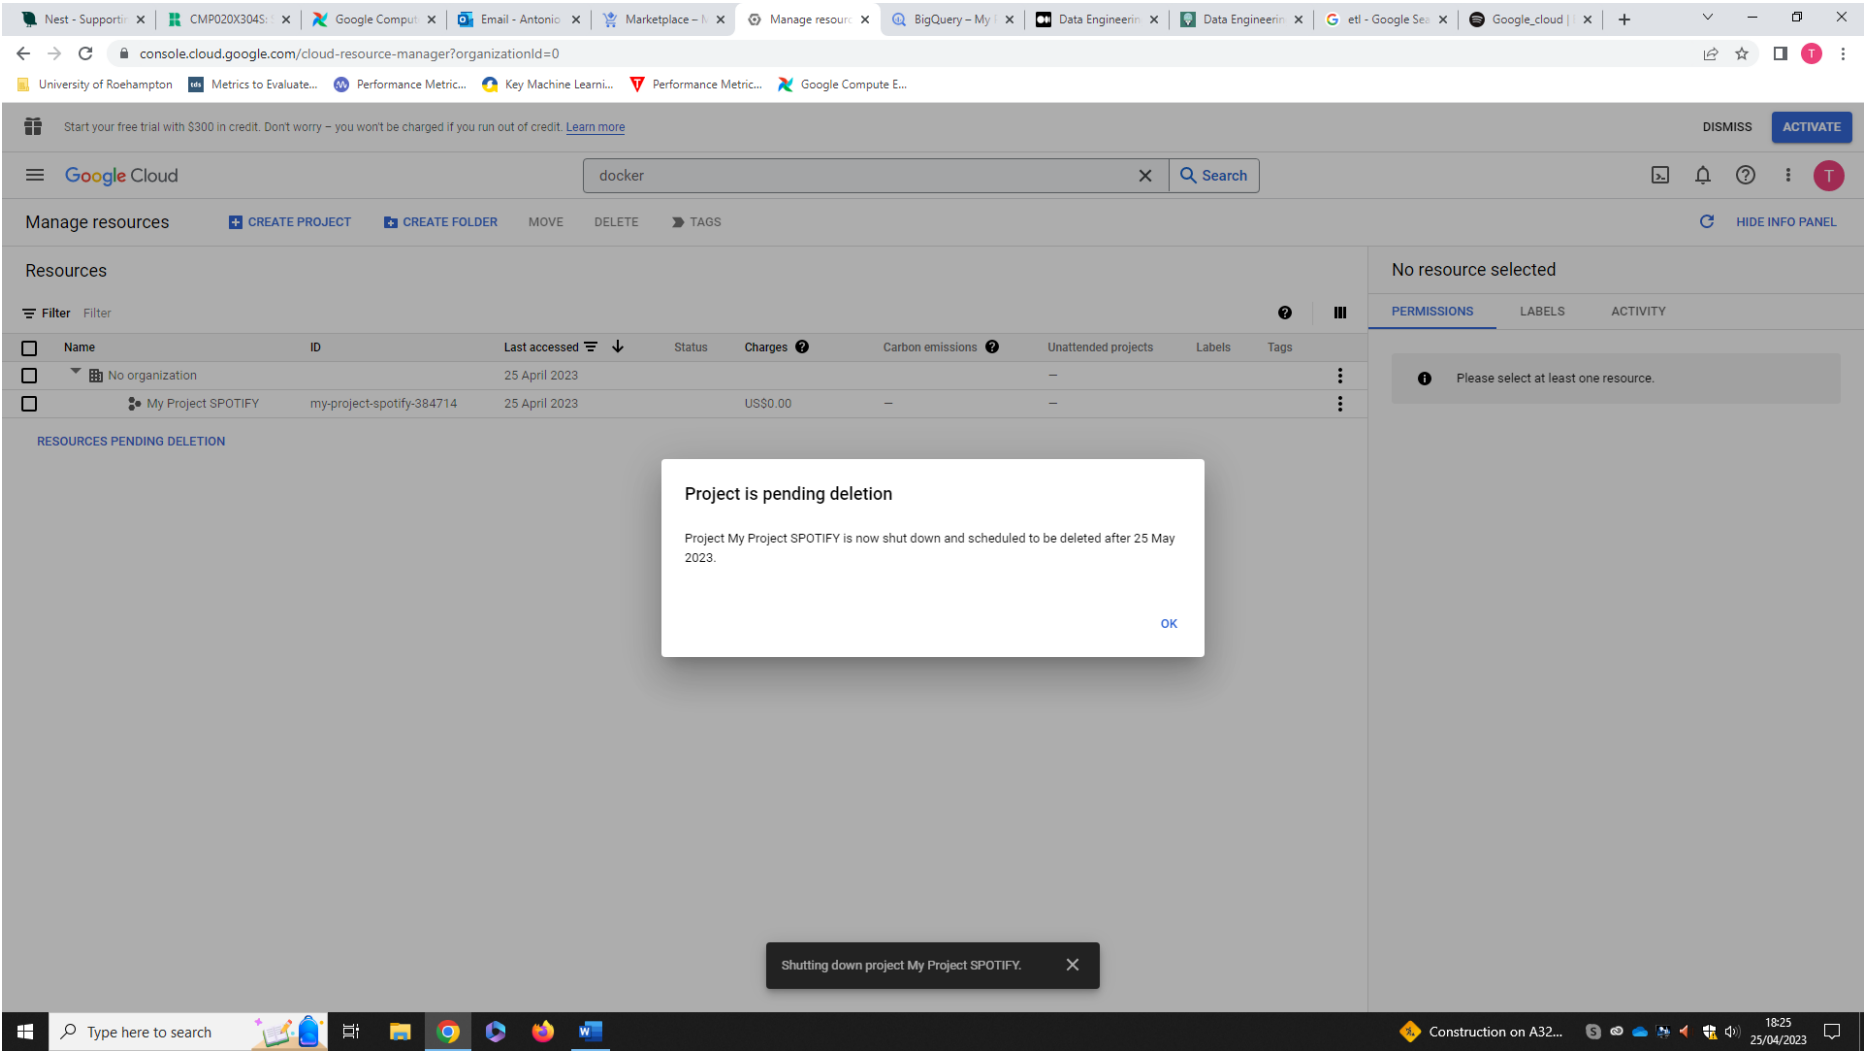 Nest - Supportin
CMP020X304S: S
Google Comput
Email - Antonio
Marketplace – M
Manage resourc
BigQuery – My P
Data Engineerin
Data Engineerin
etl - Google Sea
Google_cloud |
console.cloud.google.com/cloud-resource-manager?organizationId=0
T
University of Roehampton
tds
Metrics to Evaluate...
Performance Metric...
Key Machine Learni...
Performance Metric...
Google Compute E...
Start your free trial with $300 in credit. Don't worry – you won't be charged if you run out of credit. Learn more
DISMISS
ACTIVATE
Google Cloud
docker
Search
T
Manage resources
CREATE PROJECT
CREATE FOLDER
MOVE
DELETE
TAGS
HIDE INFO PANEL
Resources
No resource selected
Filter Filter
PERMISSIONS
LABELS
ACTIVITY
Name ID Last accessed Status Charges Carbon emissions Unattended projects Labels Tags
No organization 25 April 2023 —
Please select at least one resource.
My Project SPOTIFY my-project-spotify-384714 25 April 2023 US$0.00 — —
RESOURCES PENDING DELETION
Project is pending deletion
Project My Project SPOTIFY is now shut down and scheduled to be deleted after 25 May
2023.
OK
Shutting down project My Project SPOTIFY.
Type here to search
Construction on A32...
18:25
25/04/2023